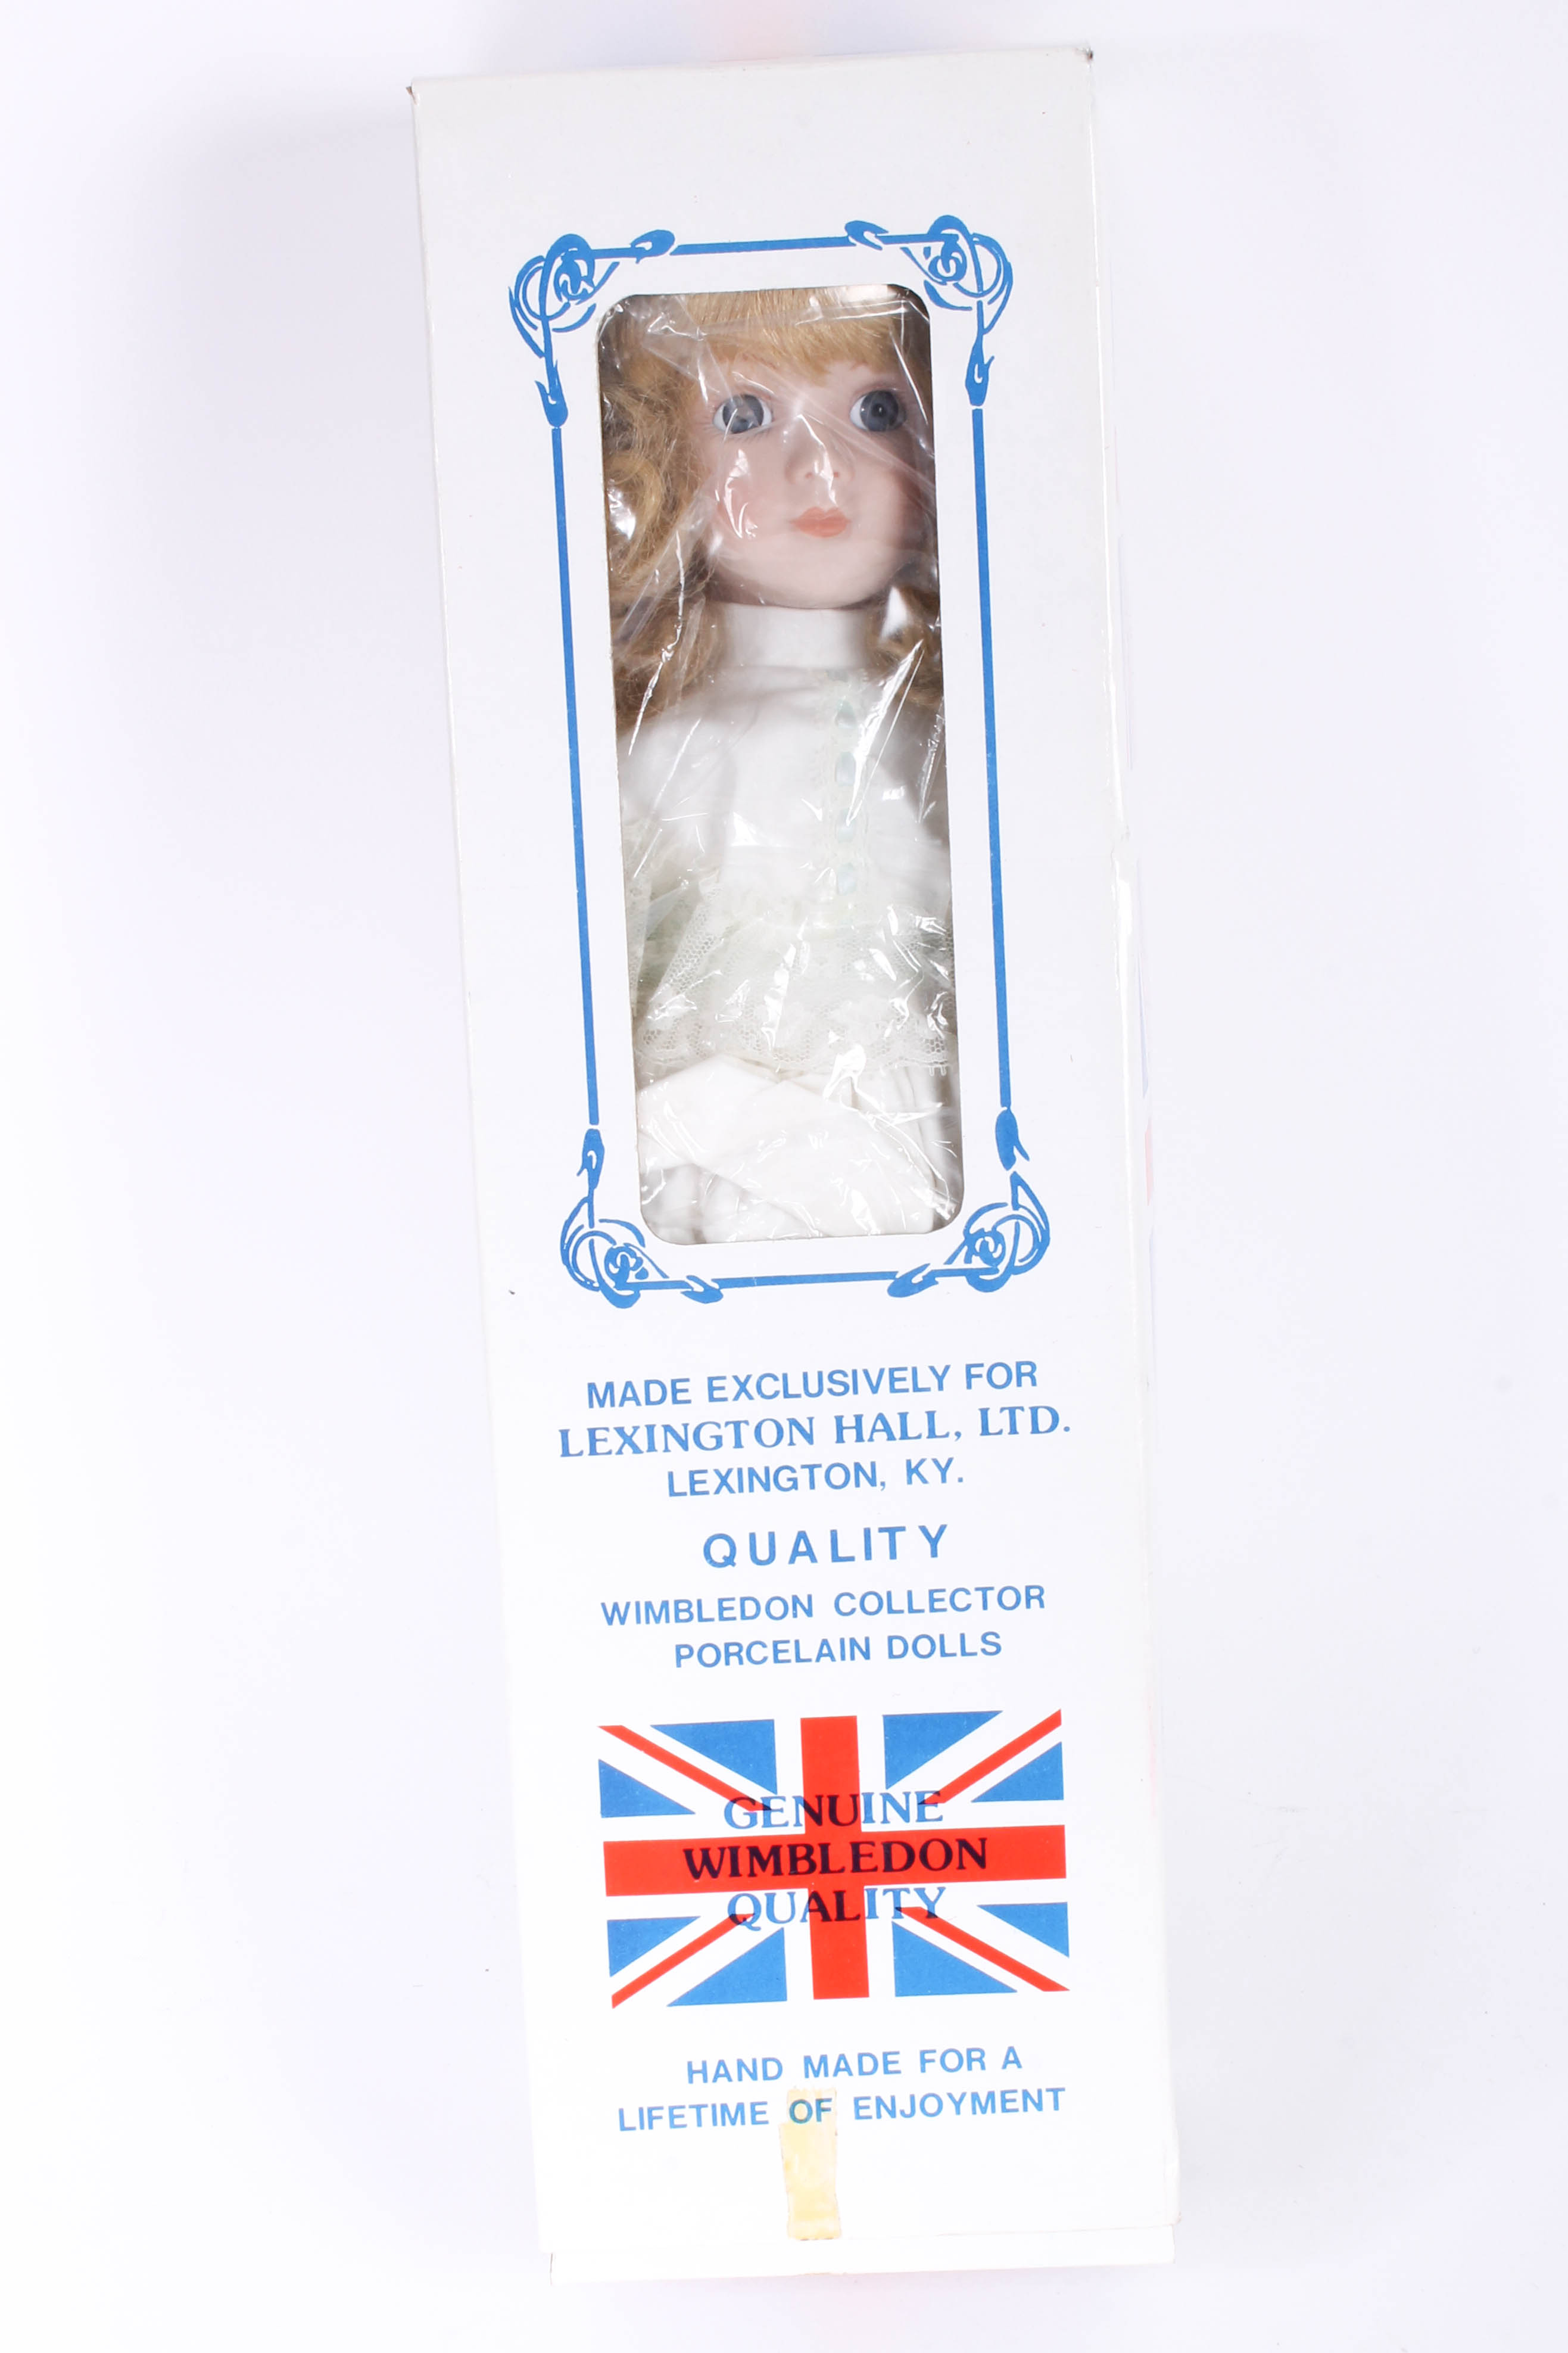 MADE EXCLUSIVELY FOR
LEXINGTON HALL, LTD.
LEXINGTON, KY.
QUALITY
WIMBLEDON COLLECTOR
PORCELAIN DOLLS
GENUINE
WIMBLEDON
QUALITY
HAND MADE FOR A
LIFETIME OF ENJOYMENT